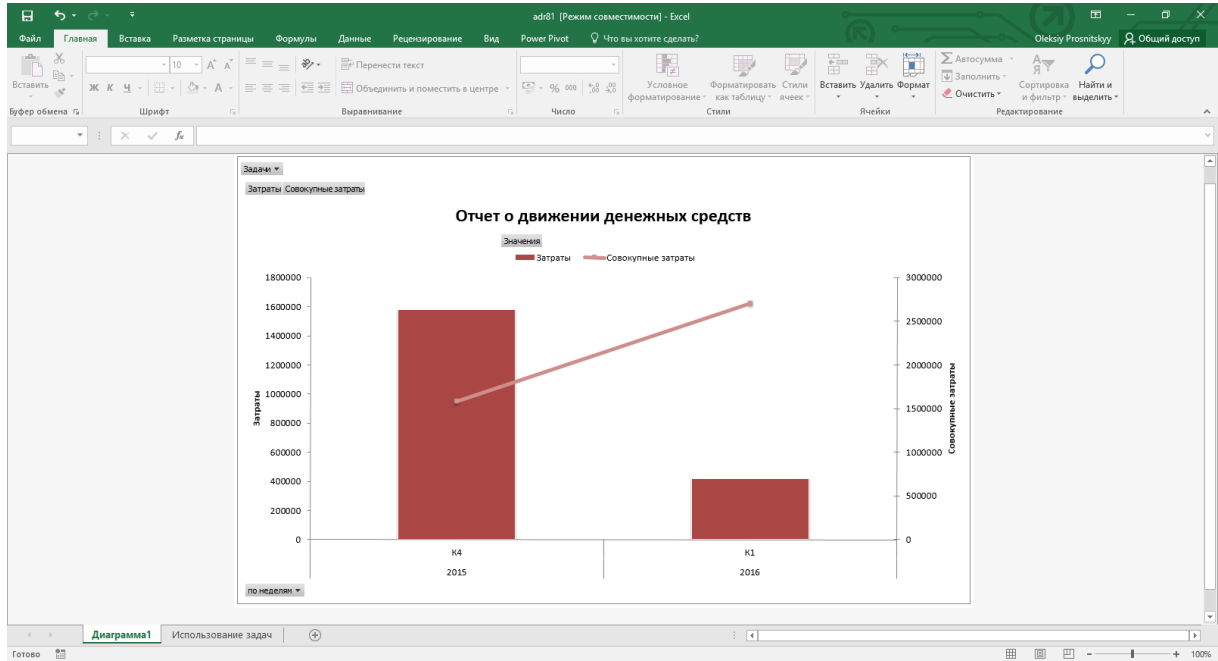 adr81 [Режим совместимости] - Excel
Файл Главная Вставка Разметка страницы Формулы Данные Рецензирование Вид Power Pivot Что вы хотите сделать? Oleksiy Prosnitskyy Общий доступ
Вставить
10 A A
Ж К Ч A
Перенести текст
Объединить и поместить в центре
% 000
Условное форматирование
Форматировать как таблицу
Стили ячеек
Вставить Удалить Формат
Автосумма
Заполнить
Очистить
Сортировка и фильтр
Найти и выделить
Буфер обмена Шрифт Выравнивание Число Стили Ячейки Редактирование
fx
Задачи
Затраты Совокупные затраты
Отчет о движении денежных средств
Значения
Затраты Совокупные затраты
1800000
1600000
1400000
1200000
1000000
800000
600000
400000
200000
0
Затраты
3000000
2500000
2000000
1500000
1000000
500000
0
Совокупные затраты
К4 К1
2015 2016
по неделям
Диаграмма1 Использование задач
Готово 100%